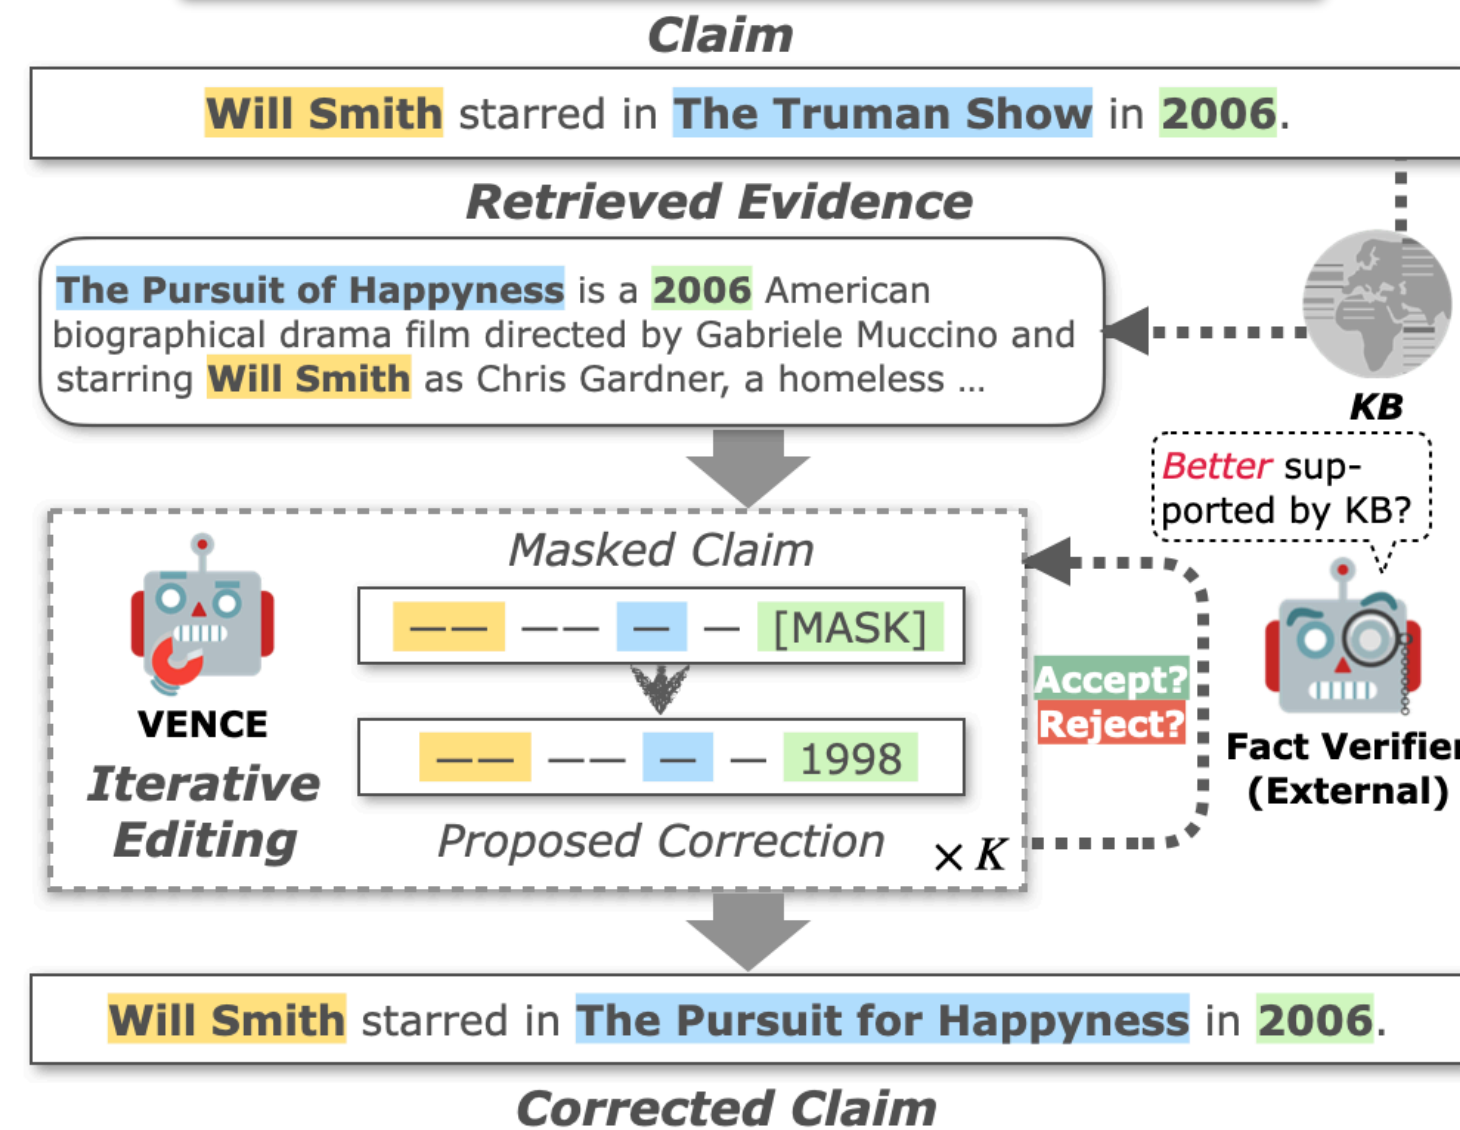 Claim
Will Smith starred in The Truman Show in 2006.
Retrieved Evidence
The Pursuit of Happyness is a 2006 American
biographical drama film directed by Gabriele Muccino and
starring Will Smith as Chris Gardner, a homeless ...
KB
Better sup-
ported by KB?
Masked Claim
—— —— — — [MASK]
VENCE
Iterative
Editing
—— —— — — 1998
Proposed Correction
× K
Accept?
Reject?
Fact Verifier
(External)
Will Smith starred in The Pursuit for Happyness in 2006.
Corrected Claim